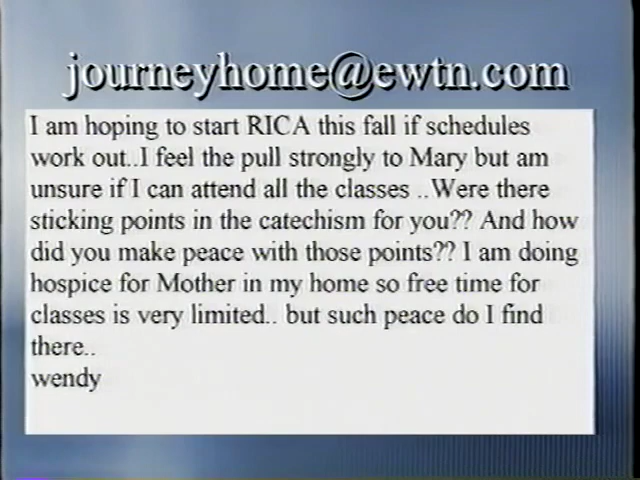 journeyhome@ewtn.com
I am hoping to start RICA this fall if schedules
work out..I feel the pull strongly to Mary but am
unsure if I can attend all the classes ..Were there
sticking points in the catechism for you?? And how
did you make peace with those points?? I am doing
hospice for Mother in my home so free time for
classes is very limited.. but such peace do I find
there..
wendy